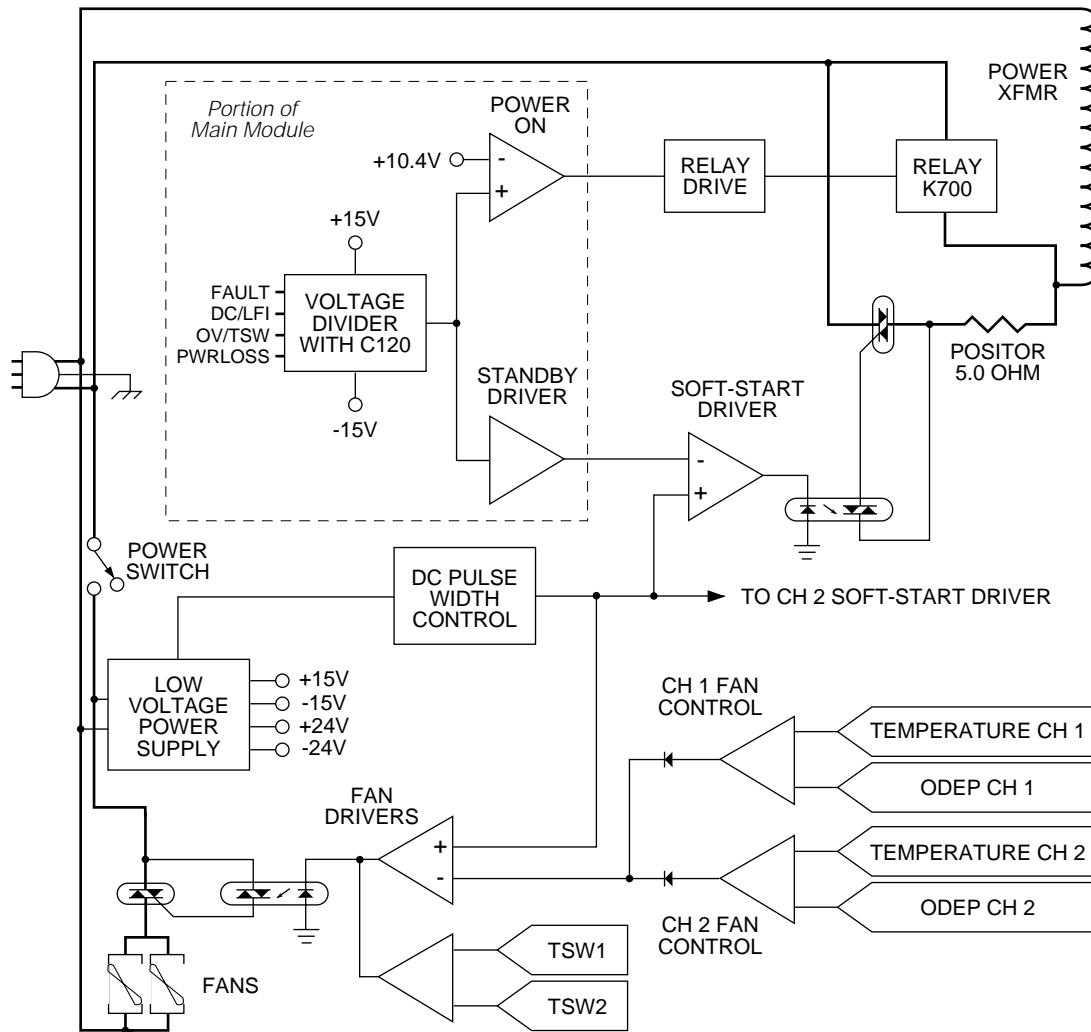 POWER
XFMR
Portion of
Main Module
POWER
ON
+10.4V
-
+
RELAY
DRIVE
RELAY
K700
+15V
FAULT
DC/LFI
OV/TSW
PWRLOSS
VOLTAGE
DIVIDER
WITH C120
-15V
POSITOR
5.0 OHM
STANDBY
DRIVER
SOFT-START
DRIVER
-
+
POWER
SWITCH
DC PULSE
WIDTH
CONTROL
TO CH 2 SOFT-START DRIVER
LOW
VOLTAGE
POWER
SUPPLY
+15V
-15V
+24V
-24V
CH 1 FAN
CONTROL
TEMPERATURE CH 1
ODEP CH 1
FAN
DRIVERS
+
-
TEMPERATURE CH 2
ODEP CH 2
CH 2 FAN
CONTROL
TSW1
TSW2
FANS